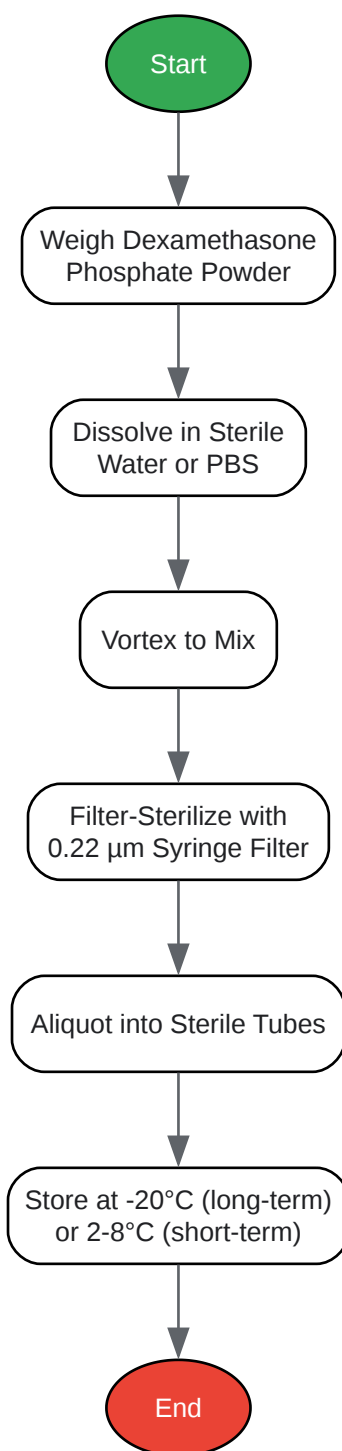 Start
Weigh Dexamethasone
Phosphate Powder
Dissolve in Sterile
Water or PBS
Vortex to Mix
Filter-Sterilize with
0.22 µm Syringe Filter
Aliquot into Sterile Tubes
Store at -20°C (long-term)
or 2-8°C (short-term)
End